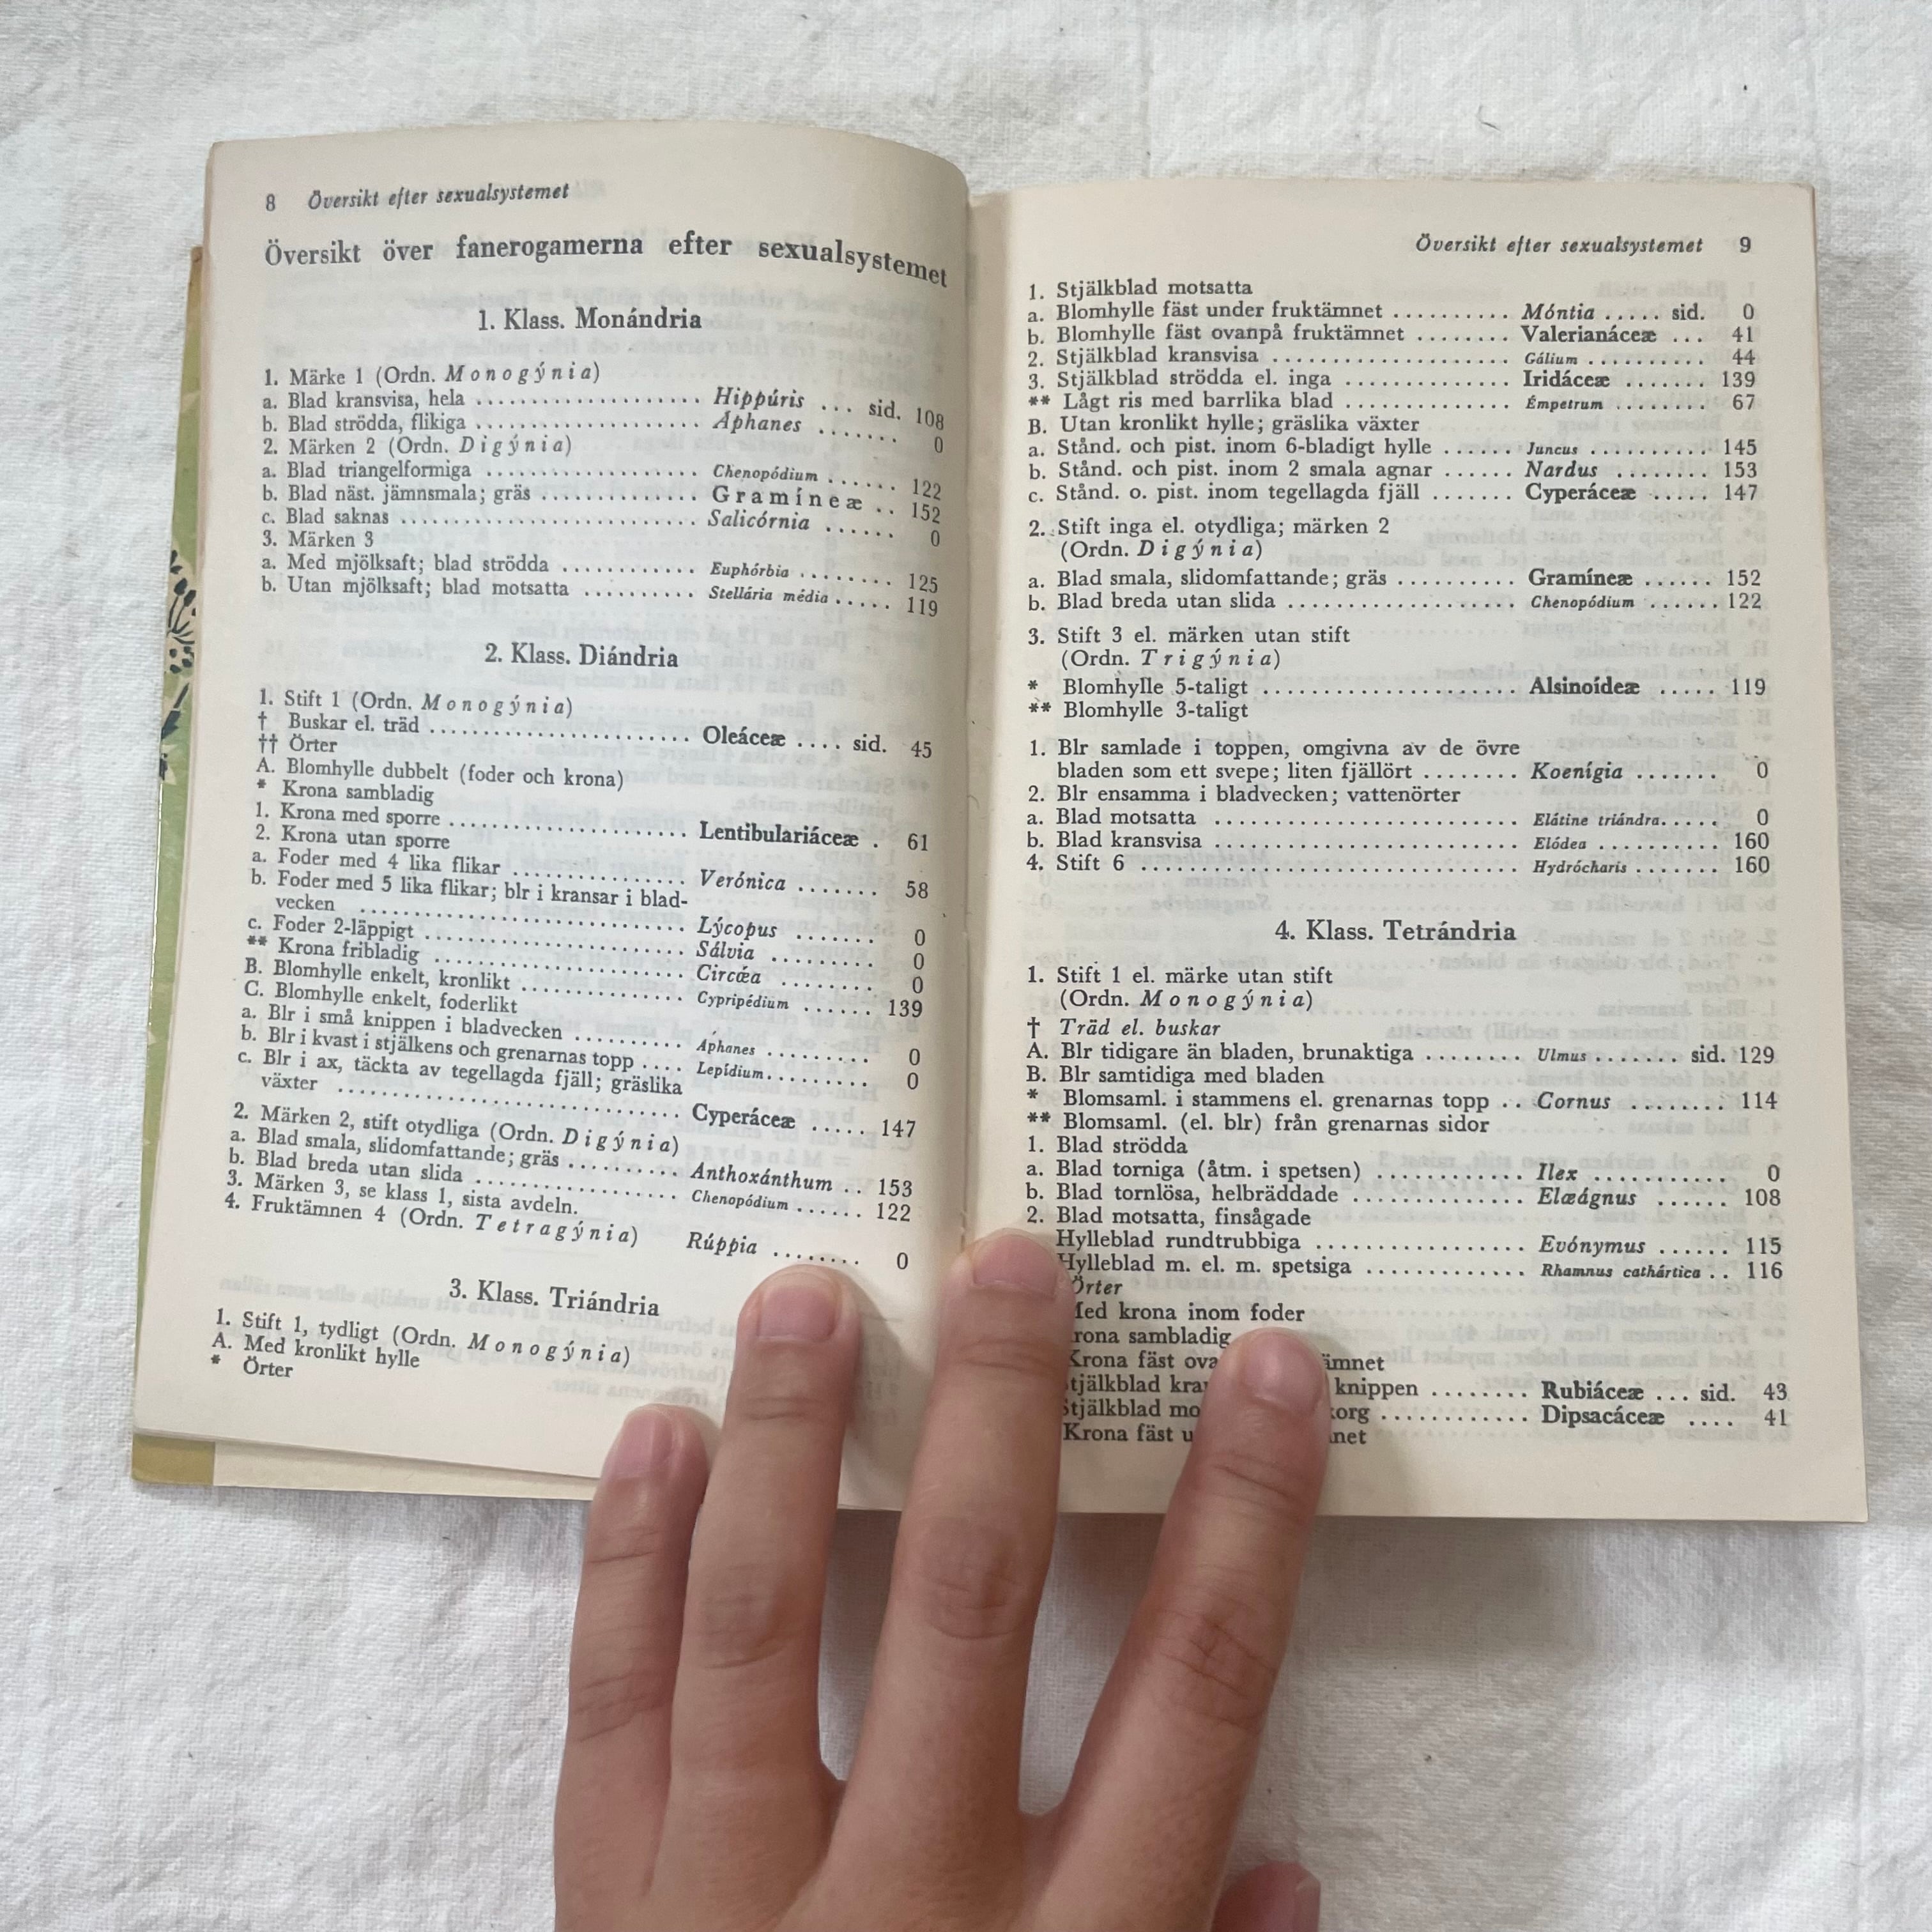 8 Översikt efter sexualsystemet
Översikt över fanerogamerna efter sexualsystemet
1. Klass. Monándria
1. Märke 1 (Ordn. Monogýnia)
a. Blad kransvisa, hela .................... Hippúris ... sid. 108
b. Blad strödda, flikiga .................... Áphanes ....... 0
2. Märken 2 (Ordn. Digýnia)
a. Blad triangelformiga .................... Chenopódium ...... 122
b. Blad näst. jämnsmala; gräs .............. Gramíneæ .. 152
c. Blad saknas ........................... Salicórnia ...... 0
3. Märken 3
a. Med mjölksaft; blad strödda ............ Euphórbia ........ 125
b. Utan mjölksaft; blad motsatta .......... Stellária média ..... 119
2. Klass. Diándria
1. Stift 1 (Ordn. Monogýnia)
† Buskar el. träd ........................ Oleáceæ .... sid. 45
†† Örter
A. Blomhylle dubbelt (foder och krona)
* Krona sambladig
1. Krona med sporre ...................... Lentibulariáceæ . 61
2. Krona utan sporre
a. Foder med 4 lika flikar ................ Verónica ....... 58
b. Foder med 5 lika flikar; blr i kransar i blad-
vecken .............................. Lýcopus ....... 0
c. Foder 2-läppigt ........................ Sálvia ......... 0
** Krona fribladig ....................... Circǽa ........ 0
B. Blomhylle enkelt, kronlikt ............... Cypripédium ...... 139
C. Blomhylle enkelt, foderlikt
a. Blr i små knippen i bladvecken .......... Áphanes ......... 0
b. Blr i kvast i stjälkens och grenarnas topp .... Lepídium ......... 0
c. Blr i ax, täckta av tegellagda fjäll; gräslika
växter ................................ Cyperáceæ ..... 147
2. Märken 2, stift otydliga (Ordn. Digýnia)
a. Blad smala, slidomfattande; gräs .......... Anthoxánthum .. 153
b. Blad breda utan slida ................... Chenopódium ...... 122
3. Märken 3, se klass 1, sista avdeln.
4. Fruktämnen 4 (Ordn. Tetragýnia) Rúppia ....... 0
3. Klass. Triándria
1. Stift 1, tydligt (Ordn. Monogýnia)
A. Med kronlikt hylle
* Örter
Översikt efter sexualsystemet 9
1. Stjälkblad motsatta
a. Blomhylle fäst under fruktämnet .......... Móntia ..... sid. 0
b. Blomhylle fäst ovanpå fruktämnet ........ Valerianáceæ ... 41
2. Stjälkblad kransvisa ..................... Gálium .......... 44
3. Stjälkblad strödda el. inga ............... Iridáceæ ....... 139
** Lågt ris med barrlika blad ............... Émpetrum ........ 67
B. Utan kronlikt hylle; gräslika växter
a. Stånd. och pist. inom 6-bladigt hylle ...... Juncus .......... 145
b. Stånd. och pist. inom 2 smala agnar ...... Nardus ........ 153
c. Stånd. o. pist. inom tegellagda fjäll ....... Cyperáceæ ..... 147
2. Stift inga el. otydliga; märken 2
(Ordn. Digýnia)
a. Blad smala, slidomfattande; gräs .......... Gramíneæ ...... 152
b. Blad breda utan slida .................... Chenopódium ...... 122
3. Stift 3 el. märken utan stift
(Ordn. Trigýnia)
* Blomhylle 5-taligt ...................... Alsinoídeæ ..... 119
** Blomhylle 3-taligt
1. Blr samlade i toppen, omgivna av de övre
bladen som ett svepe; liten fjällört ........ Koenígia ....... 0
2. Blr ensamma i bladvecken; vattenörter
a. Blad motsatta .......................... Elátine triándra..... 0
b. Blad kransvisa .......................... Elódea .......... 160
4. Stift 6 ................................ Hydrócharis ....... 160
4. Klass. Tetrándria
1. Stift 1 el. märke utan stift
(Ordn. Monogýnia)
† Träd el. buskar
A. Blr tidigare än bladen, brunaktiga ........ Ulmus ....... sid. 129
B. Blr samtidiga med bladen
* Blomsaml. i stammens el. grenarnas topp .. Cornus ........ 114
** Blomsaml. (el. blr) från grenarnas sidor
1. Blad strödda
a. Blad torniga (åtm. i spetsen) ............ Ilex ............ 0
b. Blad tornlösa, helbräddade ............... Elæágnus ...... 108
2. Blad motsatta, finsågade
Hylleblad rundtrubbiga .................. Evónymus ...... 115
Hylleblad m. el. m. spetsiga .............. Rhamnus cathártica .. 116
Örter
Med krona inom foder
krona sambladig
Krona fäst
Stjälkblad knippen ........ Rubiáceæ ... sid. 43
Stjälkblad korg ............ Dipsacáceæ .... 41
Krona fäst